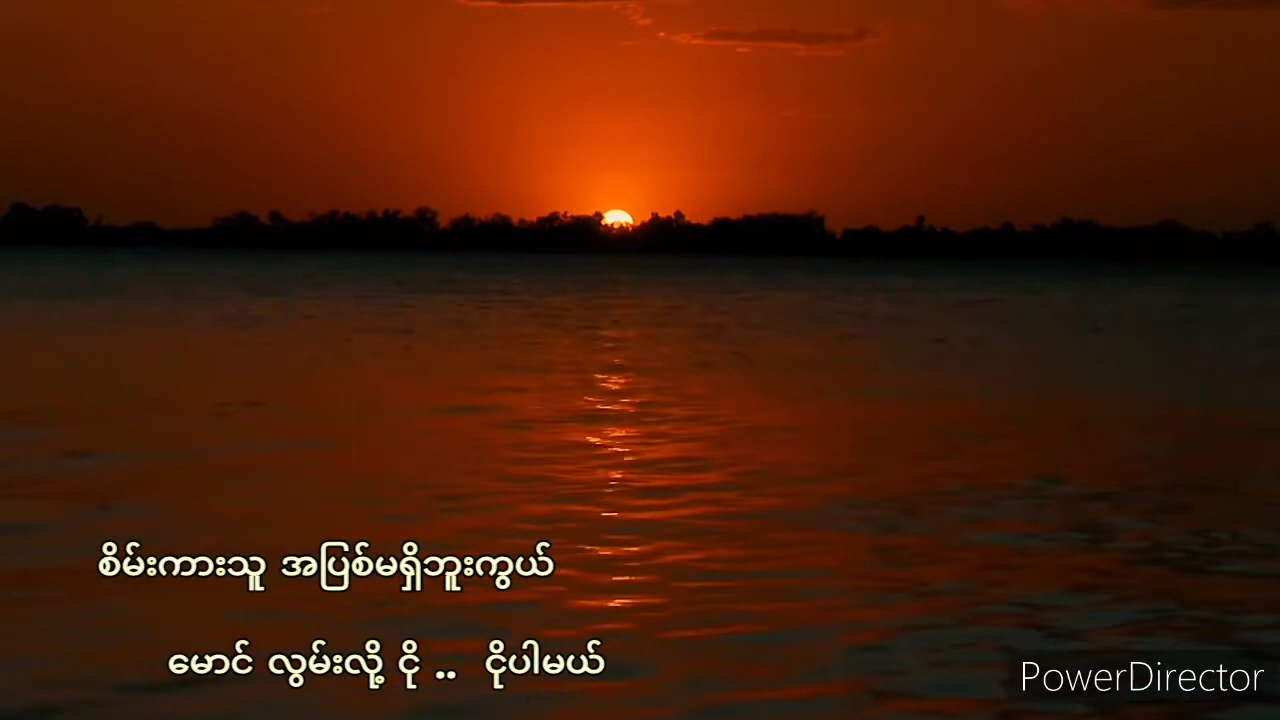 စိမ်းကားသူ အပြစ်မရှိဘူးကွယ်
မောင် လွမ်းလို့ ငို .. ငိုပါမယ်
PowerDirector